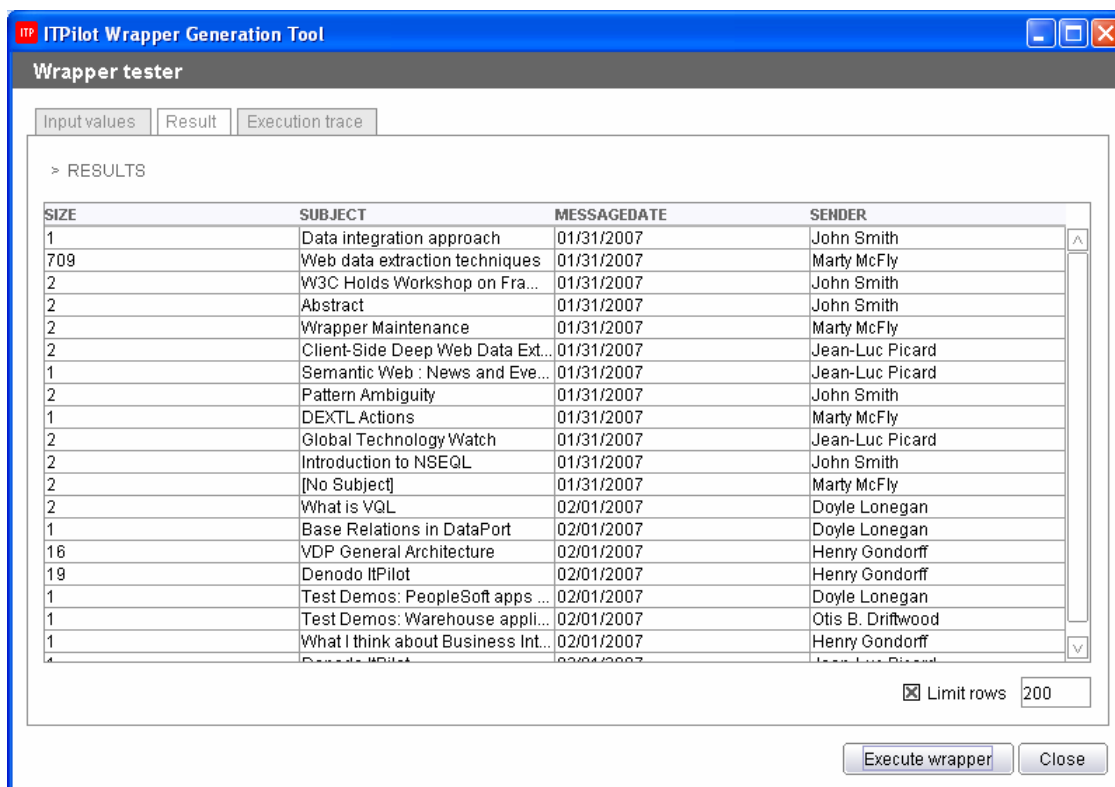 ITP ITPilot Wrapper Generation Tool
Wrapper tester
Input values Result Execution trace
> RESULTS
SIZE SUBJECT MESSAGEDATE SENDER
1 Data integration approach 01/31/2007 John Smith
709 Web data extraction techniques 01/31/2007 Marty McFly
2 W3C Holds Workshop on Fra... 01/31/2007 John Smith
2 Abstract 01/31/2007 John Smith
2 Wrapper Maintenance 01/31/2007 Marty McFly
2 Client-Side Deep Web Data Ext... 01/31/2007 Jean-Luc Picard
1 Semantic Web : News and Eve... 01/31/2007 Jean-Luc Picard
2 Pattern Ambiguity 01/31/2007 John Smith
1 DEXTL Actions 01/31/2007 Marty McFly
2 Global Technology Watch 01/31/2007 Jean-Luc Picard
2 Introduction to NSEQL 01/31/2007 John Smith
2 [No Subject] 01/31/2007 Marty McFly
2 What is VQL 02/01/2007 Doyle Lonegan
1 Base Relations in DataPort 02/01/2007 Doyle Lonegan
16 VDP General Architecture 02/01/2007 Henry Gondorff
19 Denodo ItPilot 02/01/2007 Henry Gondorff
1 Test Demos: PeopleSoft apps ... 02/01/2007 Doyle Lonegan
1 Test Demos: Warehouse appli... 02/01/2007 Otis B. Driftwood
1 What I think about Business Int... 02/01/2007 Henry Gondorff
Limit rows 200
Execute wrapper Close